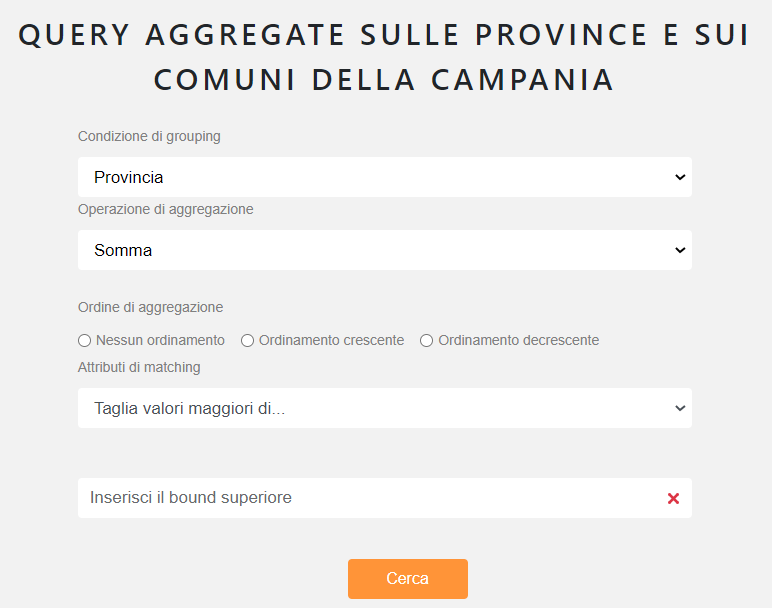 QUERY AGGREGATE SULLE PROVINCE E SUI
COMUNI DELLA CAMPANIA
Condizione di grouping
Provincia
Operazione di aggregazione
Somma
Ordine di aggregazione
Nessun ordinamento Ordinamento crescente Ordinamento decrescente
Attributi di matching
Taglia valori maggiori di...
Inserisci il bound superiore
Cerca